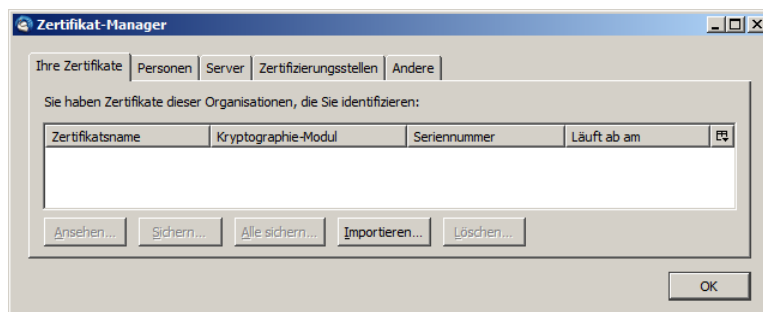 Zertifikat-Manager
Ihre Zertifikate Personen Server Zertifizierungsstellen Andere
Sie haben Zertifikate dieser Organisationen, die Sie identifizieren:
Zertifikatsname Kryptographie-Modul Seriennummer Läuft ab am
Ansehen... Sichern... Alle sichern... Importieren... Löschen...
OK